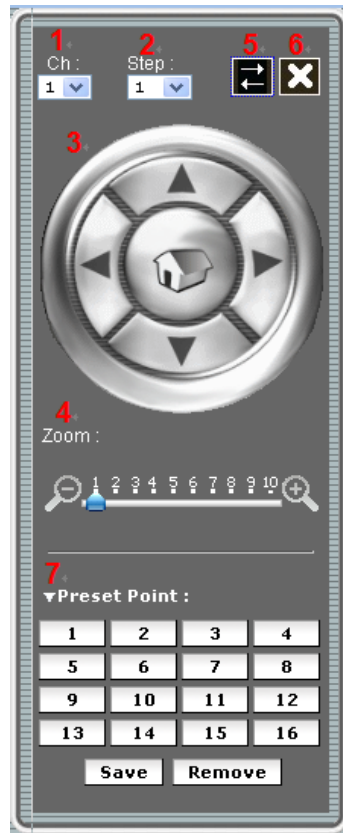 1 2 5 6
Ch : Step :
1 1
3
4
Zoom :
1 2 3 4 5 6 7 8 9 10
7
▾Preset Point :
1 2 3 4
5 6 7 8
9 10 11 12
13 14 15 16
Save Remove